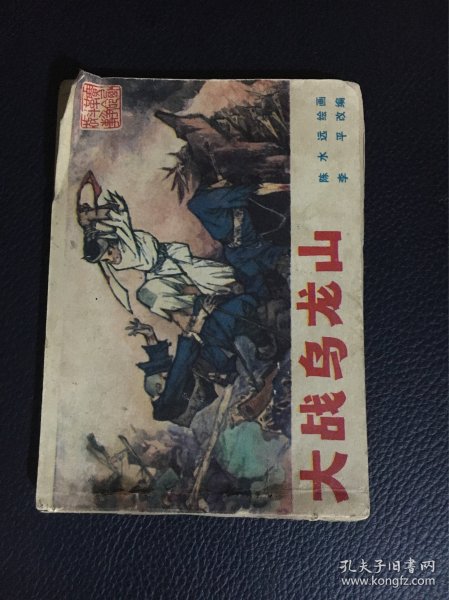 大战乌龙山
李平 改编
陈水远 绘画
孔夫子旧书网
www.kongfz.com